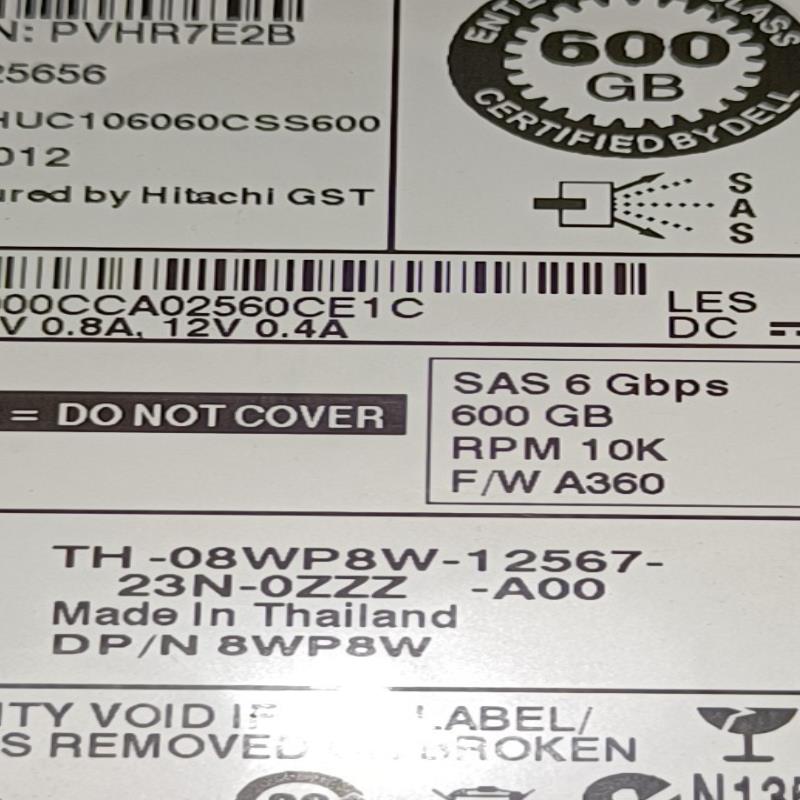 N: PVHR7E2B
25656
HUC106060CSS600
012
ured by Hitachi GST
600
GB
CERTIFIED BY DELL
S
A
S
00CCA02560CE1C
V 0.8A, 12V 0.4A
LES
DC
= DO NOT COVER
SAS 6 Gbps
600 GB
RPM 10K
F/W A360
TH-08WP8W-12567-
23N-0ZZZ -A00
Made In Thailand
DP/N 8WP8W
TY VOID IF LABEL/
S REMOVED BROKEN